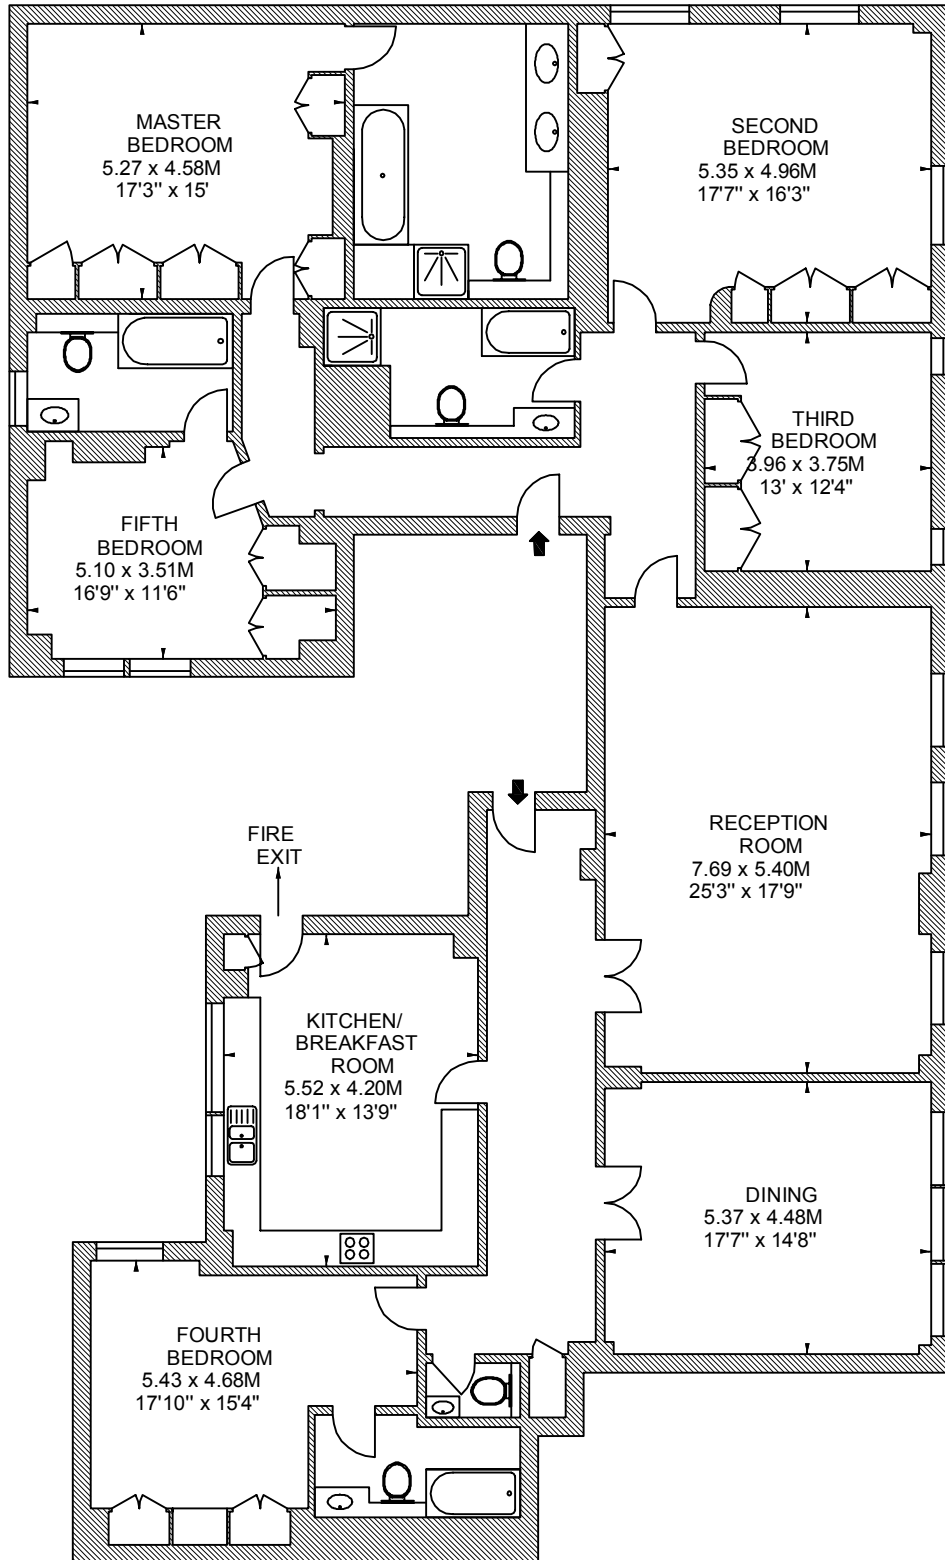 MASTER
BEDROOM
5.27 x 4.58M
17'3" x 15'
SECOND
BEDROOM
5.35 x 4.96M
17'7" x 16'3"
THIRD
BEDROOM
3.96 x 3.75M
13' x 12'4"
FIFTH
BEDROOM
5.10 x 3.51M
16'9" x 11'6"
RECEPTION
ROOM
7.69 x 5.40M
25'3" x 17'9"
FIRE
EXIT
KITCHEN/
BREAKFAST
ROOM
5.52 x 4.20M
18'1" x 13'9"
DINING
5.37 x 4.48M
17'7" x 14'8"
FOURTH
BEDROOM
5.43 x 4.68M
17'10" x 15'4"